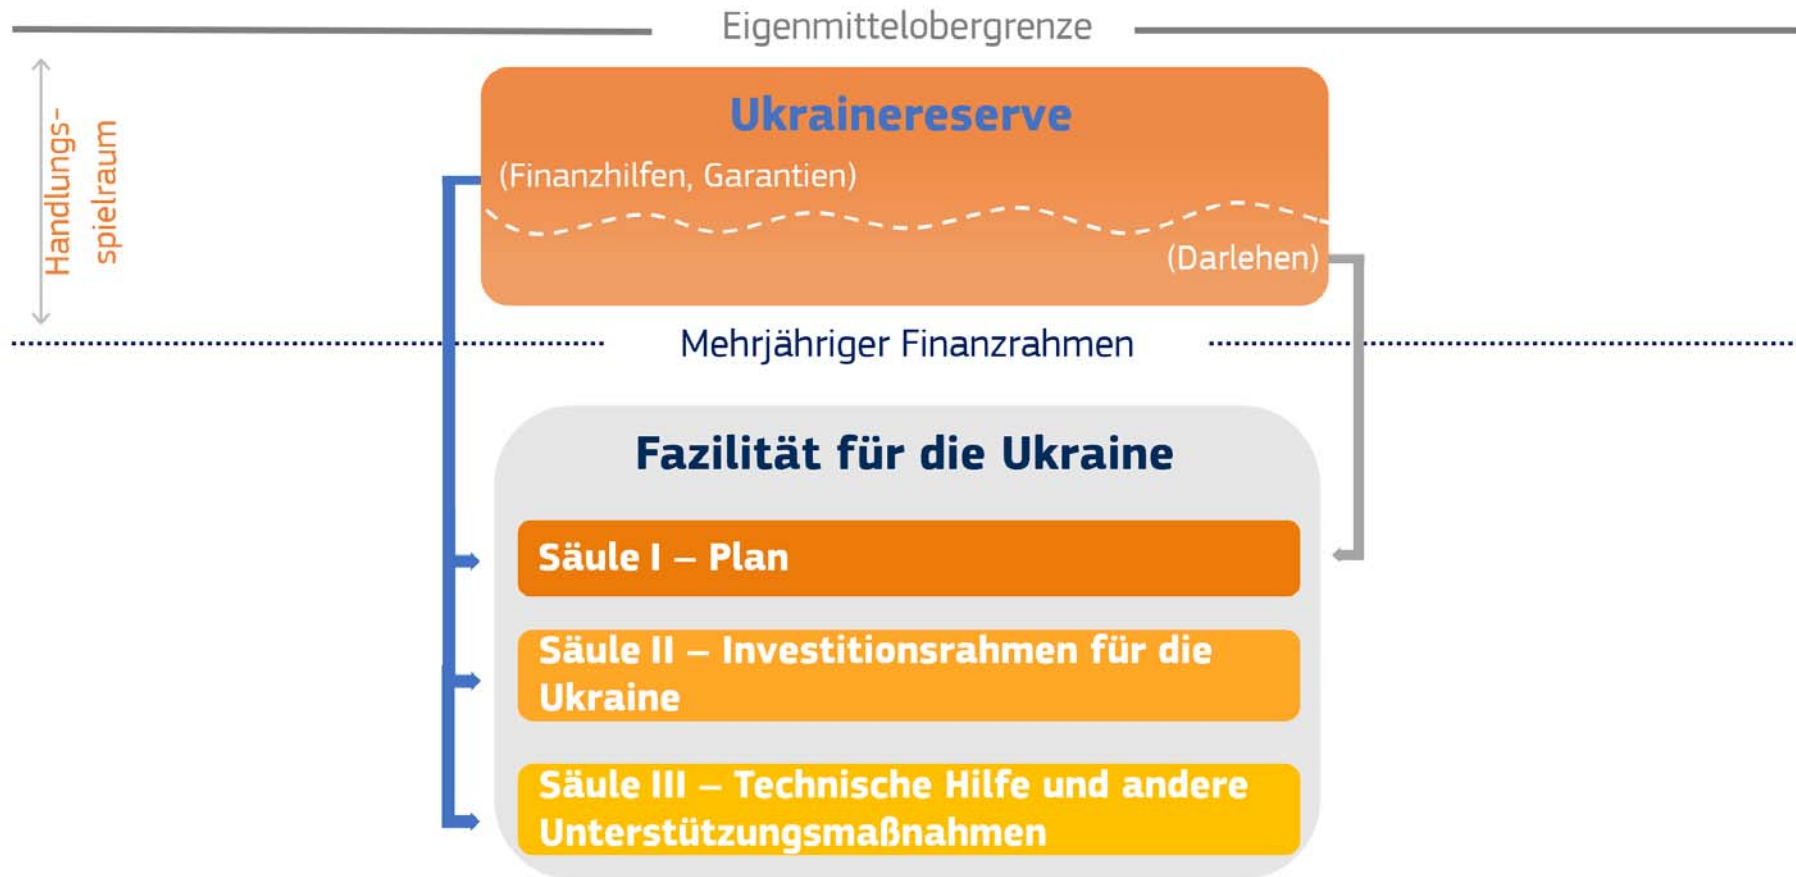 Eigenmittelobergrenze
Handlungs-
spielraum
Ukrainereserve
(Finanzhilfen, Garantien)
(Darlehen)
Mehrjähriger Finanzrahmen
Fazilität für die Ukraine
Säule I – Plan
Säule II – Investitionsrahmen für die
Ukraine
Säule III – Technische Hilfe und andere
Unterstützungsmaßnahmen